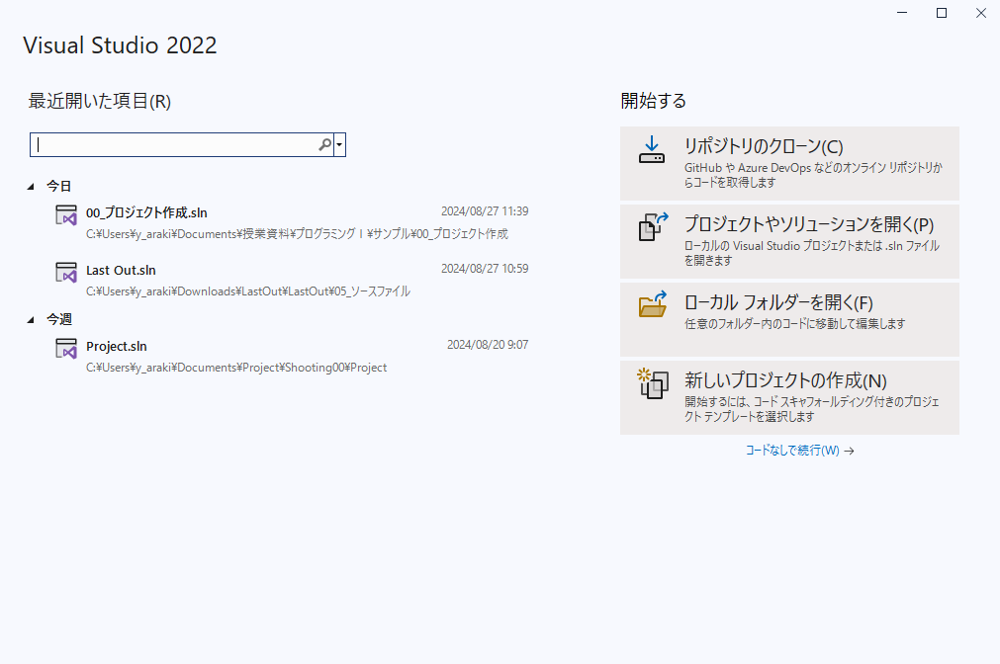 Visual Studio 2022
最近開いた項目(R)
今日
00_プロジェクト作成.sln 2024/08/27 11:39
C:¥Users¥y_araki¥Documents¥授業資料¥プログラミングⅠ¥サンプル¥00_プロジェクト作成
Last Out.sln 2024/08/27 10:59
C:¥Users¥y_araki¥Downloads¥LastOut¥LastOut¥05_ソースファイル
今週
Project.sln 2024/08/20 9:07
C:¥Users¥y_araki¥Documents¥Project¥Shooting00¥Project
開始する
リポジトリのクローン(C)
GitHub や Azure DevOps などのオンライン リポジトリか
らコードを取得します
プロジェクトやソリューションを開く(P)
ローカルの Visual Studio プロジェクトまたは .sln ファイル
を開きます
ローカル フォルダーを開く(F)
任意のフォルダー内のコードに移動して編集します
新しいプロジェクトの作成(N)
開始するには、コード スキャフォールディング付きのプロジェ
クト テンプレートを選択します
コードなしで続行(W) →